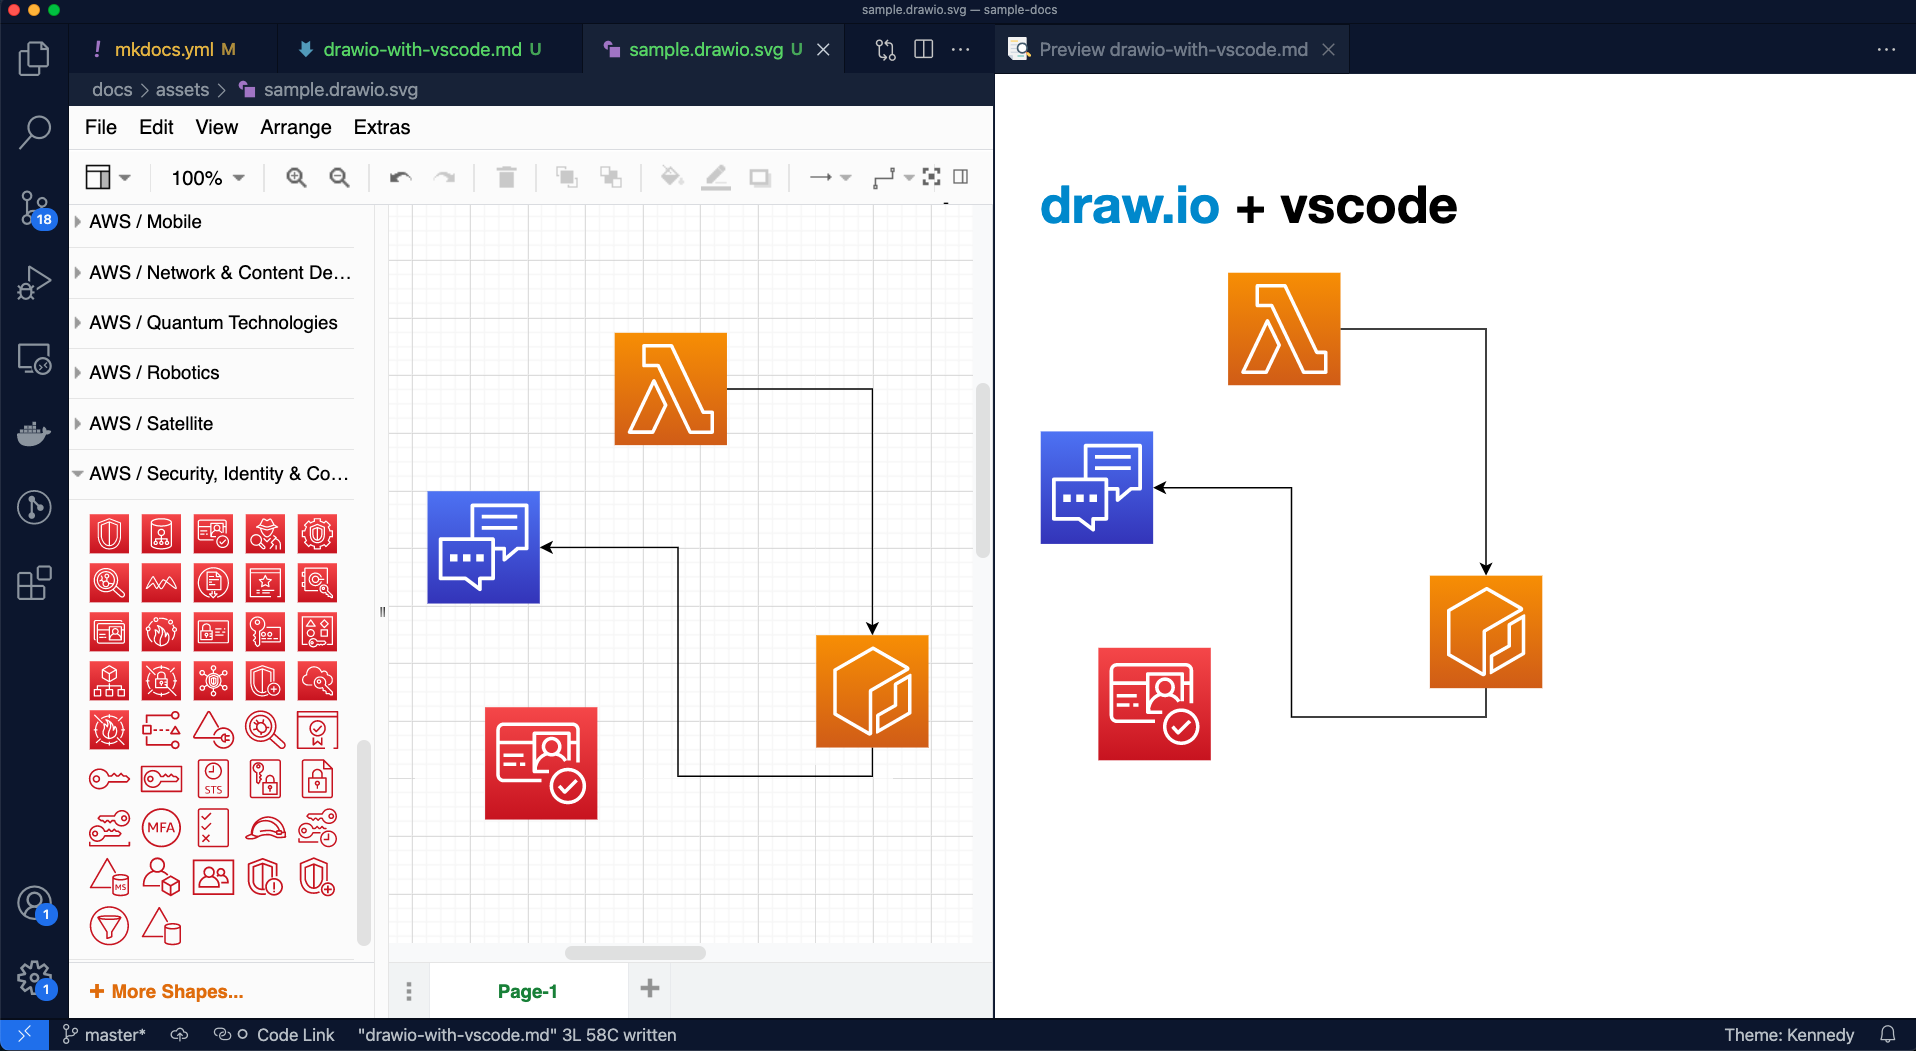 sample.drawio.svg — sample-docs
! mkdocs.yml M
drawio-with-vscode.md U
sample.drawio.svg U
Preview drawio-with-vscode.md
docs > assets > sample.drawio.svg
File Edit View Arrange Extras
100%
18
AWS / Mobile
AWS / Network & Content De...
AWS / Quantum Technologies
AWS / Robotics
AWS / Satellite
AWS / Security, Identity & Co...
STS
MFA
MS
draw.io + vscode
1
1
+ More Shapes...
Page-1
master*
Code Link
"drawio-with-vscode.md" 3L 58C written
Theme: Kennedy